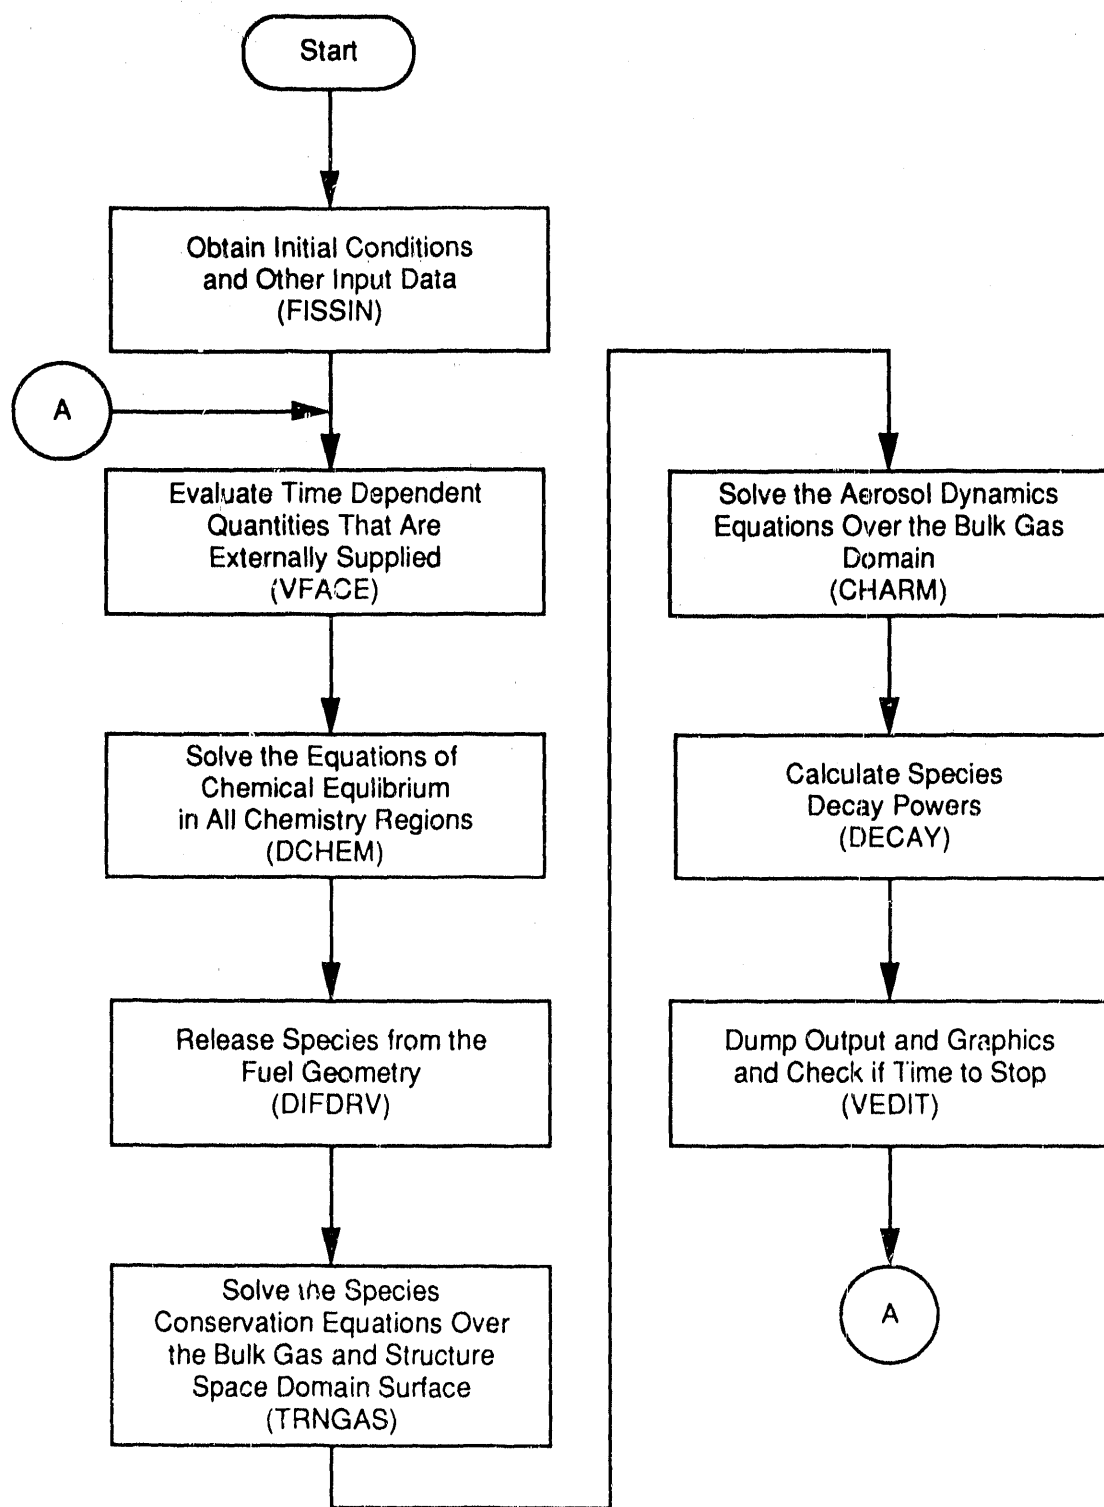 Start
Obtain Initial Conditions
and Other Input Data
(FISSIN)
A
Evaluate Time Dependent
Quantities That Are
Externally Supplied
(VFACE)
Solve the Equations of
Chemical Equlibrium
in All Chemistry Regions
(DCHEM)
Release Species from the
Fuel Geometry
(DIFDRV)
Solve the Species
Conservation Equations Over
the Bulk Gas and Structure
Space Domain Surface
(TRNGAS)
Solve the Aerosol Dynamics
Equations Over the Bulk Gas
Domain
(CHARM)
Calculate Species
Decay Powers
(DECAY)
Dump Output and Graphics
and Check if Time to Stop
(VEDIT)
A